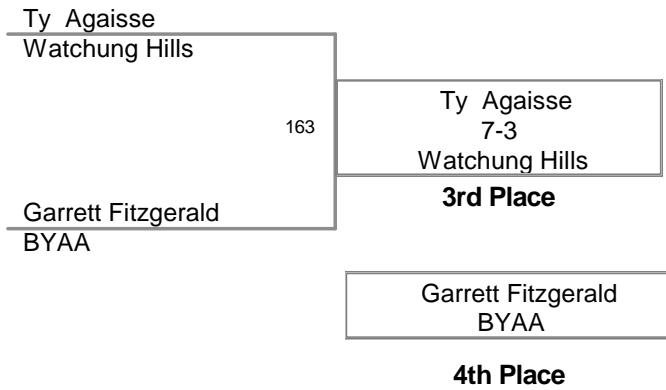 Ty Agaisse
Watchung Hills
163
Ty Agaisse
7-3
Watchung Hills
3rd Place
Garrett Fitzgerald
BYAA
Garrett Fitzgerald
BYAA
4th Place